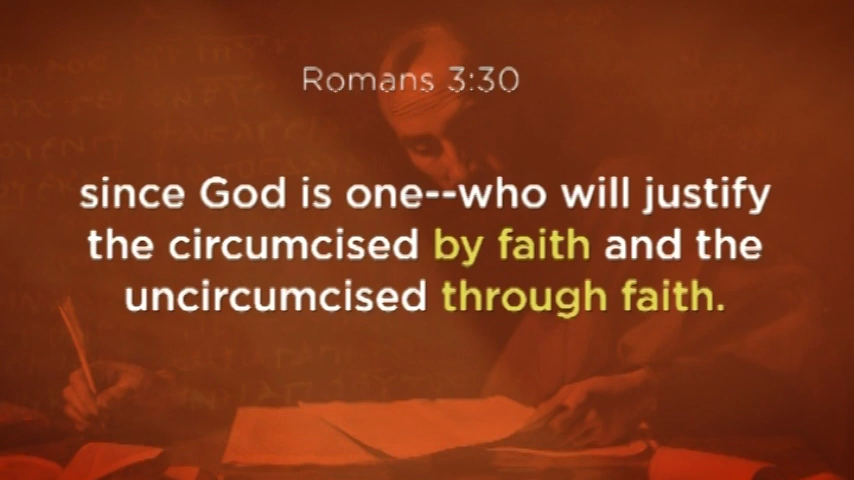 Romans 3:30
since God is one--who will justify
the circumcised by faith and the
uncircumcised through faith.